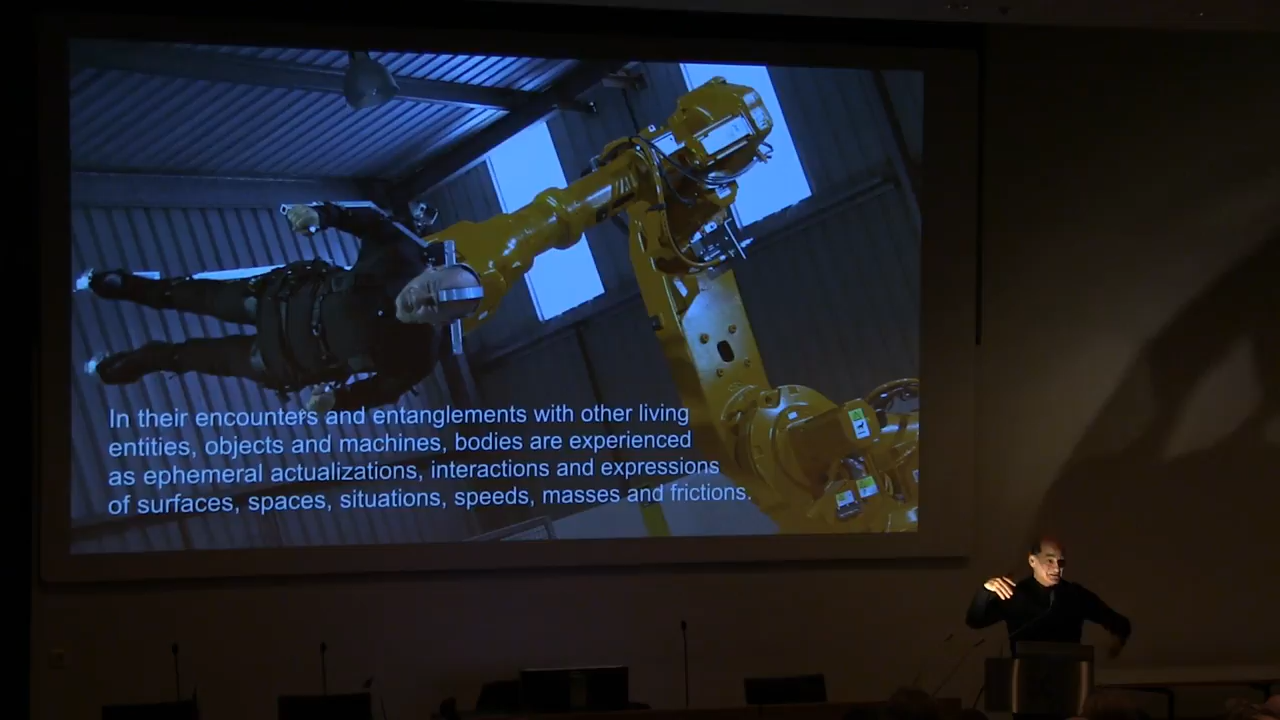 In their encounters and entanglements with other living
entities, objects and machines, bodies are experienced
as ephemeral actualizations, interactions and expressions
of surfaces, spaces, situations, speeds, masses and frictions.